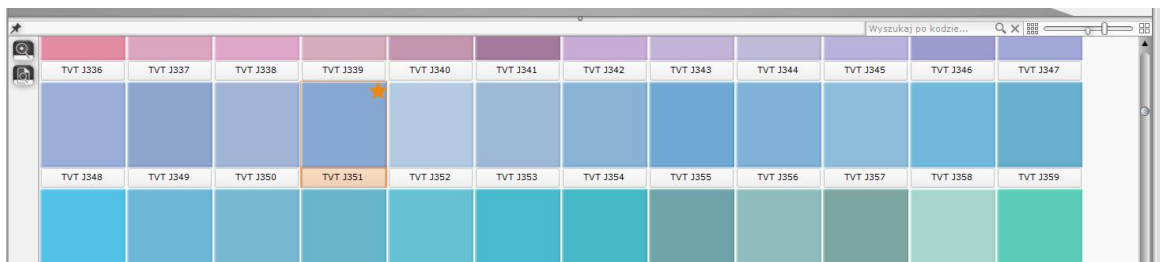 Wyszukaj po kodzie...
TVT J336 TVT J337 TVT J338 TVT J339 TVT J340 TVT J341 TVT J342 TVT J343 TVT J344 TVT J345 TVT J346 TVT J347
TVT J348 TVT J349 TVT J350 TVT J351 TVT J352 TVT J353 TVT J354 TVT J355 TVT J356 TVT J357 TVT J358 TVT J359